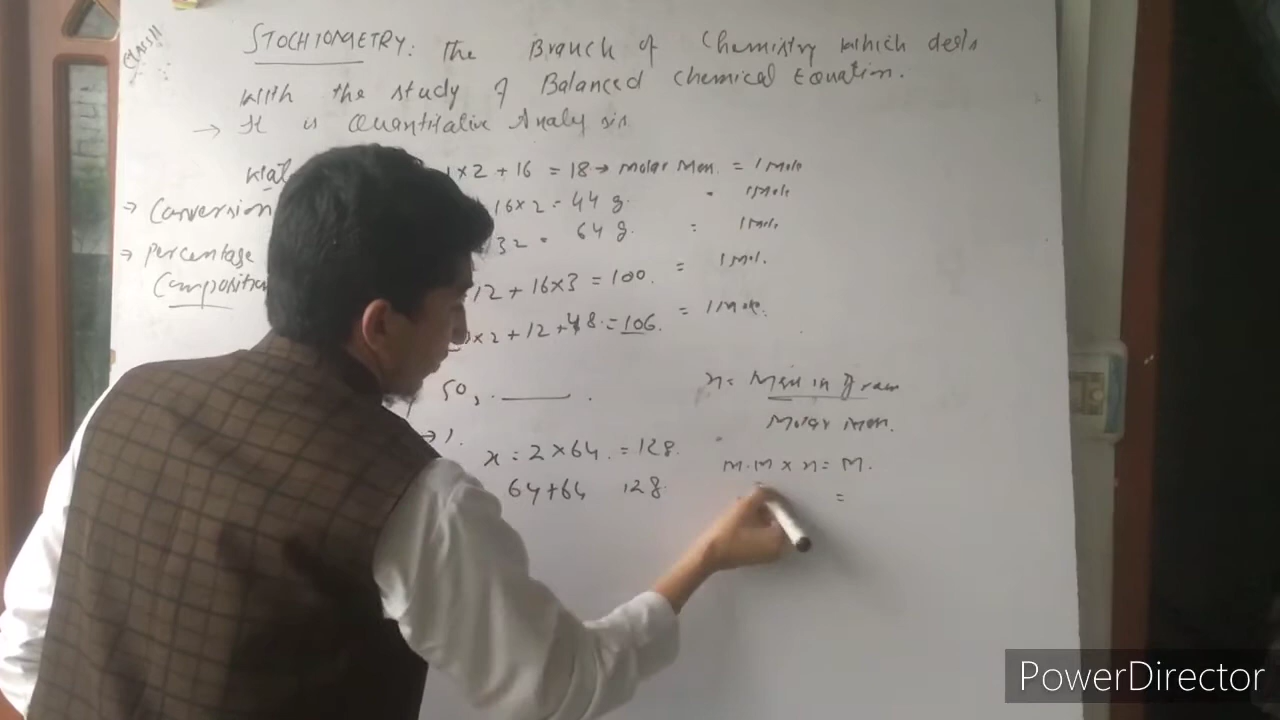 Class 11
STOCHIOMETRY: The Branch of Chemistry which deals
with the study of Balanced chemical Equation.
→ It is Quantitative Analysis.
1×2 + 16 = 18 → molar mass. = 1 mole
→ Conversion
16×2 = 44 g. = 1 mole
→ Percentage
Composition
32 = 64 g. = 1 mole
12 + 16×3 = 100. = 1 mol.
×2 + 12 + 48 = 106. = 1 mole.
50,
n = Mass in gram
Molar mass.
→ 1.
x = 2×64. = 128.
m.m × n = m.
64+64 128.
=
PowerDirector